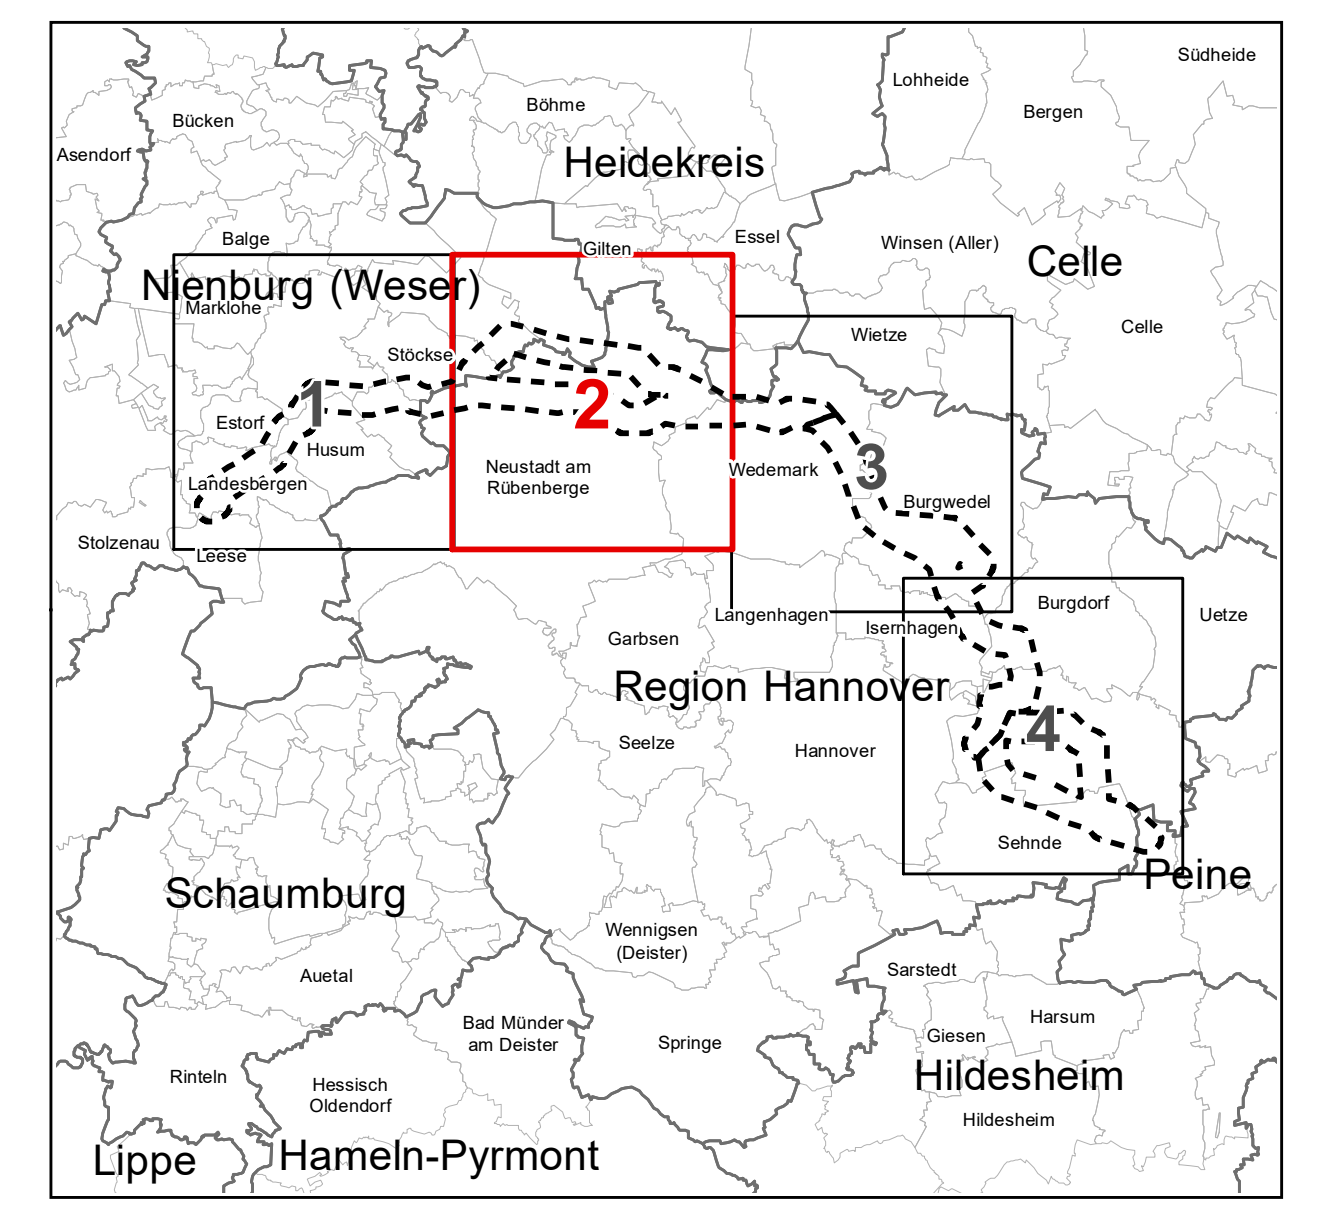 Südheide
Lohheide
Böhme
Bergen
Bücken
Asendorf
Heidekreis
Essel
Balge
Winsen (Aller)
Gilten
Celle
Nienburg (Weser)
Marklohe
Celle
Wietze
Stöckse
1
2
Estorf
Husum
3
Neustadt am
Rübenberge
Wedemark
Landesbergen
Burgwedel
Stolzenau
Leese
Burgdorf
Langenhagen
Uetze
Isernhagen
Garbsen
Region Hannover
4
Seelze
Hannover
Sehnde
Peine
Schaumburg
Wennigsen
(Deister)
Sarstedt
Auetal
Harsum
Bad Münder
am Deister
Giesen
Springe
Rinteln
Hildesheim
Hessisch
Oldendorf
Hildesheim
Lippe
Hameln-Pyrmont